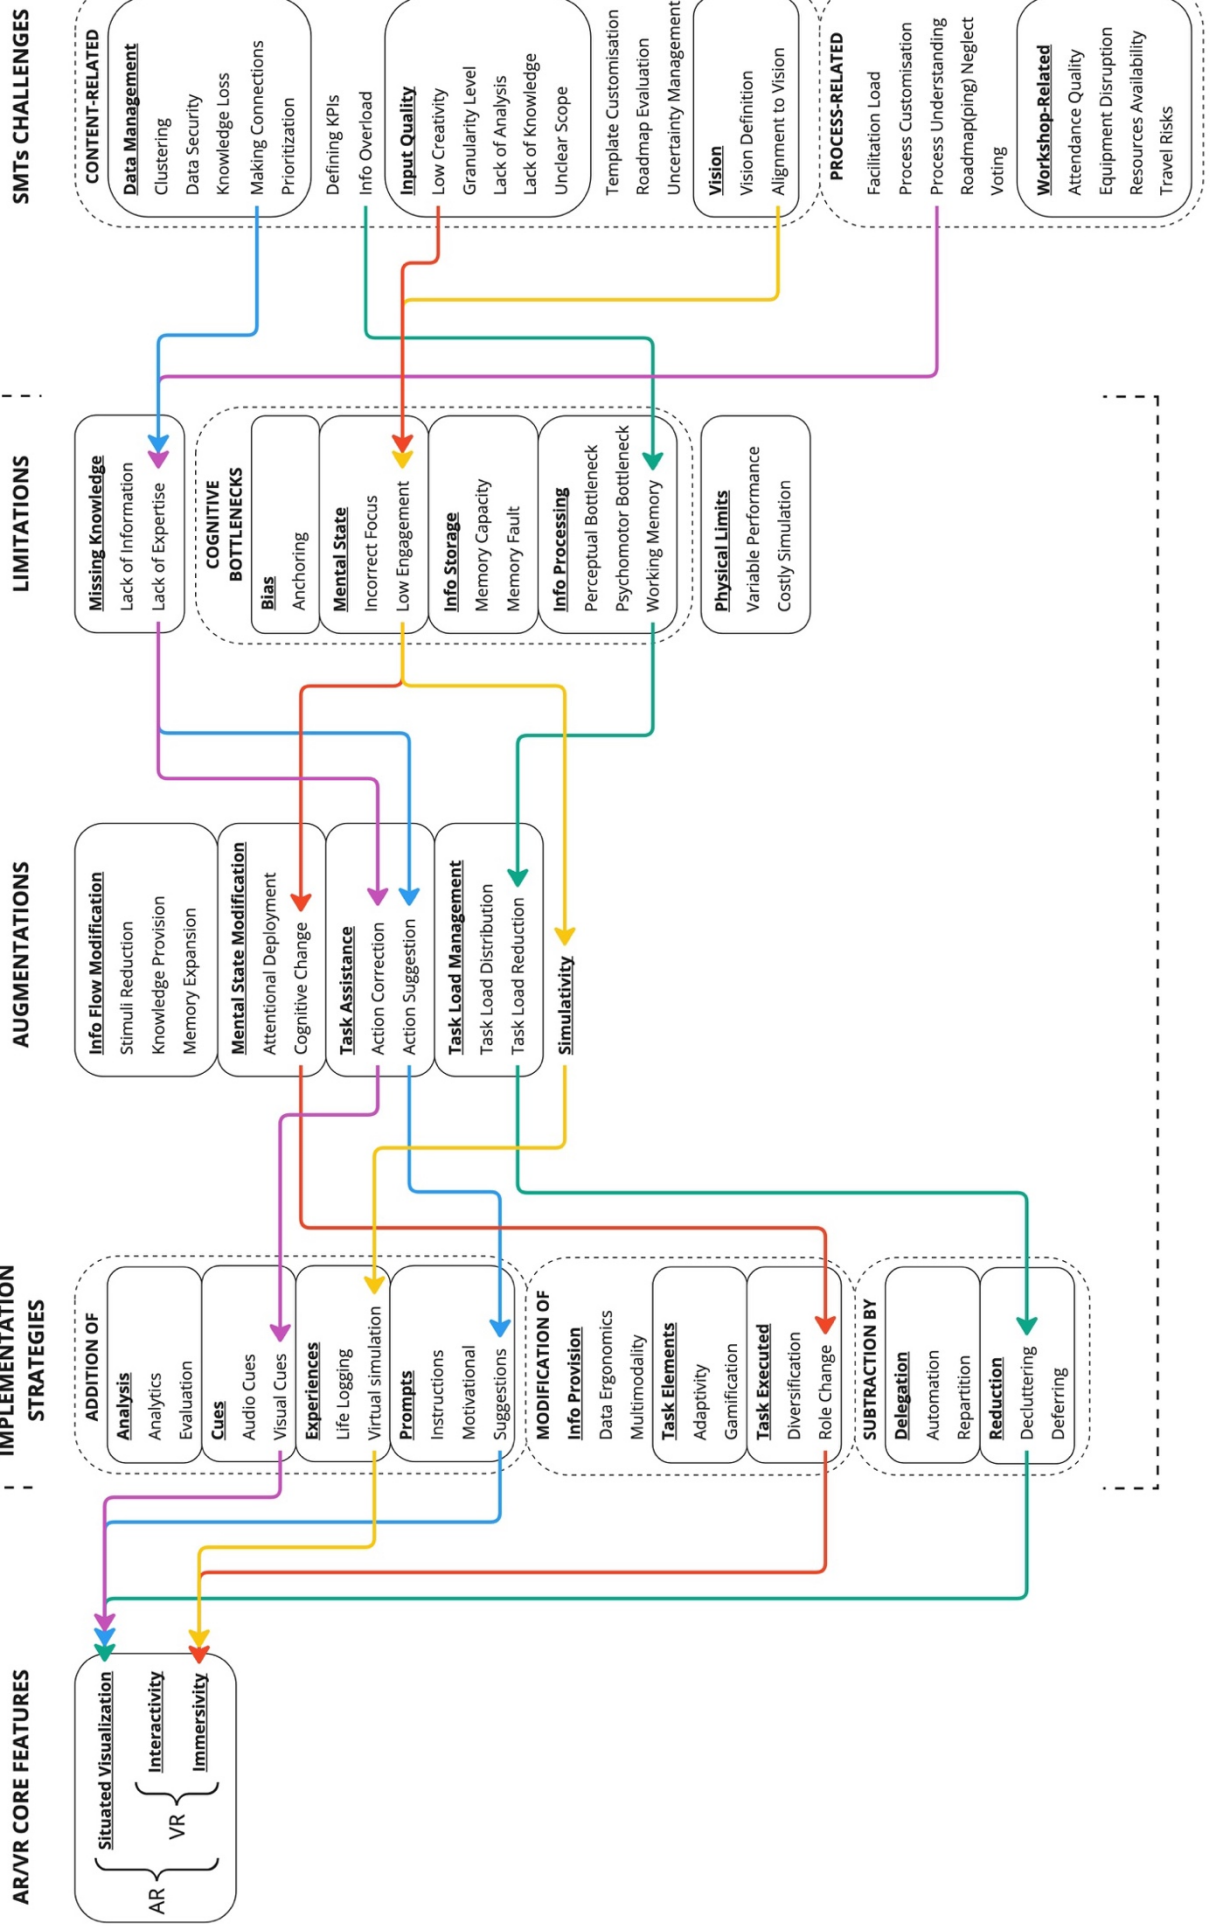 SMTs CHALLENGES
CONTENT-RELATED
Data Management
Clustering
Data Security
Knowledge Loss
Making Connections
Prioritization
Defining KPIs
Info Overload
Input Quality
Low Creativity
Granularity Level
Lack of Analysis
Lack of Knowledge
Unclear Scope
Template Customisation
Roadmap Evaluation
Uncertainty Management
Vision
Vision Definition
Alignment to Vision
PROCESS-RELATED
Facilitation Load
Process Customisation
Process Understanding
Roadmap(ping) Neglect
Voting
Workshop-Related
Attendance Quality
Equipment Disruption
Resources Availability
Travel Risks
LIMITATIONS
Missing Knowledge
Lack of Information
Lack of Expertise
COGNITIVE
BOTTLENECKS
Bias
Anchoring
Mental State
Incorrect Focus
Low Engagement
Info Storage
Memory Capacity
Memory Fault
Info Processing
Perceptual Bottleneck
Psychomotor Bottleneck
Working Memory
Physical Limits
Variable Performance
Costly Simulation
AUGMENTATIONS
Info Flow Modification
Stimuli Reduction
Knowledge Provision
Memory Expansion
Mental State Modification
Attentional Deployment
Cognitive Change
Task Assistance
Action Correction
Action Suggestion
Task Load Management
Task Load Distribution
Task Load Reduction
Simulativity
IMPLEMENTATION
STRATEGIES
ADDITION OF
Analysis
Analytics
Evaluation
Cues
Audio Cues
Visual Cues
Experiences
Life Logging
Virtual simulation
Prompts
Instructions
Motivational
Suggestions
MODIFICATION OF
Info Provision
Data Ergonomics
Multimodality
Task Elements
Adaptivity
Gamification
Task Executed
Diversification
Role Change
SUBTRACTION BY
Delegation
Automation
Repartition
Reduction
Decluttering
Deferring
AR/VR CORE FEATURES
Situated Visualization
Interactivity
Immersivity
VR
AR